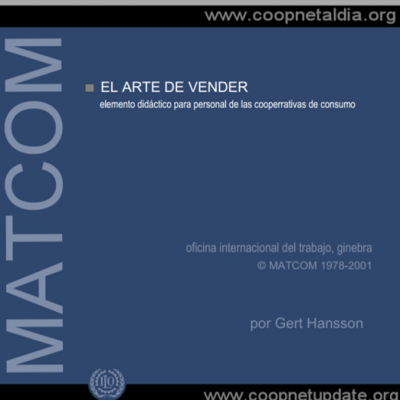 www.coopnetaldia.org
MATCOM
EL ARTE DE VENDER
elemento didáctico para personal de las cooperrativas de consumo
oficina internacional del trabajo, ginebra
© MATCOM 1978-2001
por Gert Hansson
www.coopnetupdate.org